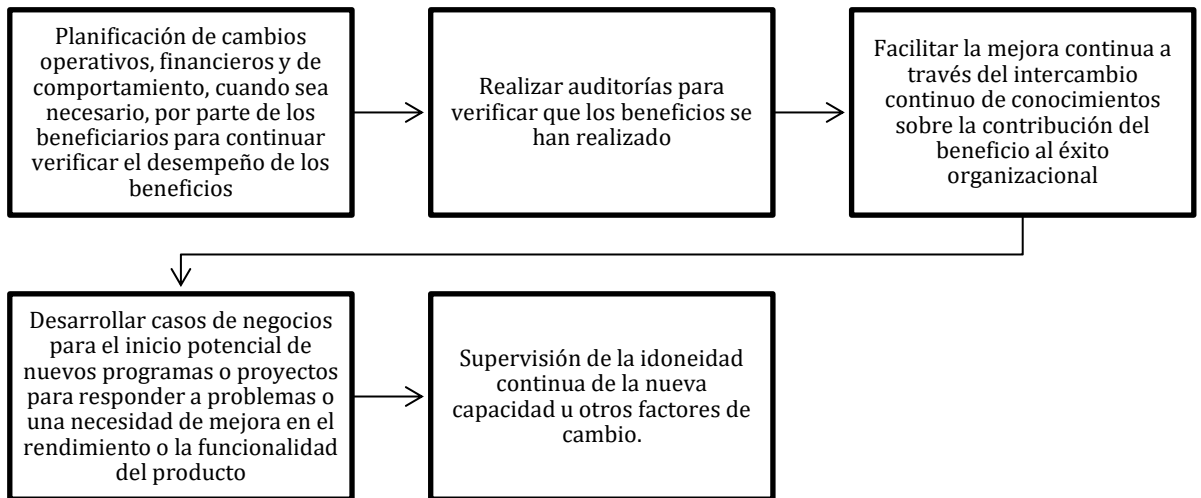 Planificación de cambios
operativos, financieros y de
comportamiento, cuando sea
necesario, por parte de los
beneficiarios para continuar
verificar el desempeño de los
beneficios
Realizar auditorías para
verificar que los beneficios se
han realizado
Facilitar la mejora continua a
través del intercambio
continuo de conocimientos
sobre la contribución del
beneficio al éxito
organizacional
Desarrollar casos de negocios
para el inicio potencial de
nuevos programas o proyectos
para responder a problemas o
una necesidad de mejora en el
rendimiento o la funcionalidad
del producto
Supervisión de la idoneidad
continua de la nueva
capacidad u otros factores de
cambio.